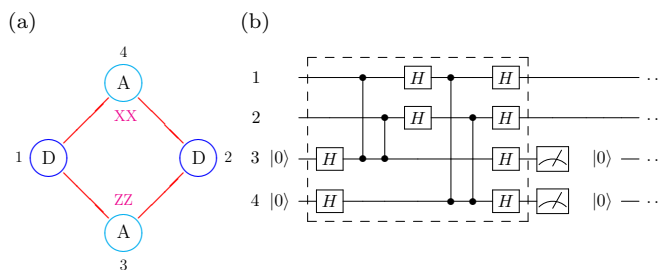 (a)
(b)
4
A
XX
1 D
D 2
ZZ
A
3
1 H H
2 H H
3 |0⟩ H H |0⟩ ...
4 |0⟩ H H |0⟩ ...